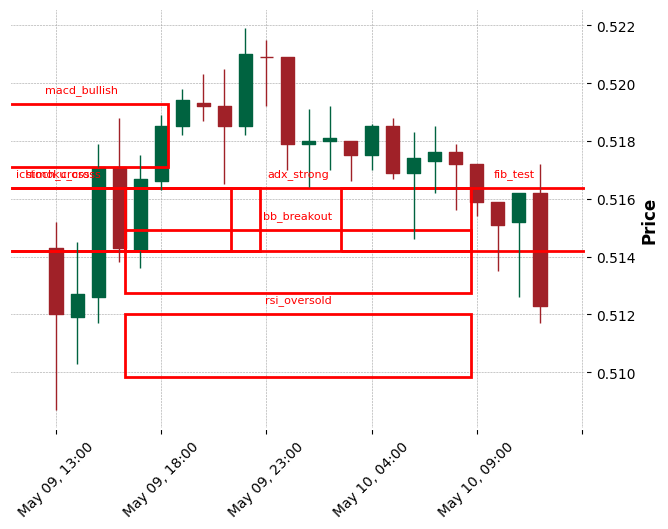 0.522
macd_bullish
0.520
0.518
adx_strong
fib_test
0.516
bb_breakout
Price
0.514
rsi_oversold
0.512
0.510
May 09, 13:00
May 09, 18:00
May 09, 23:00
May 10, 04:00
May 10, 09:00